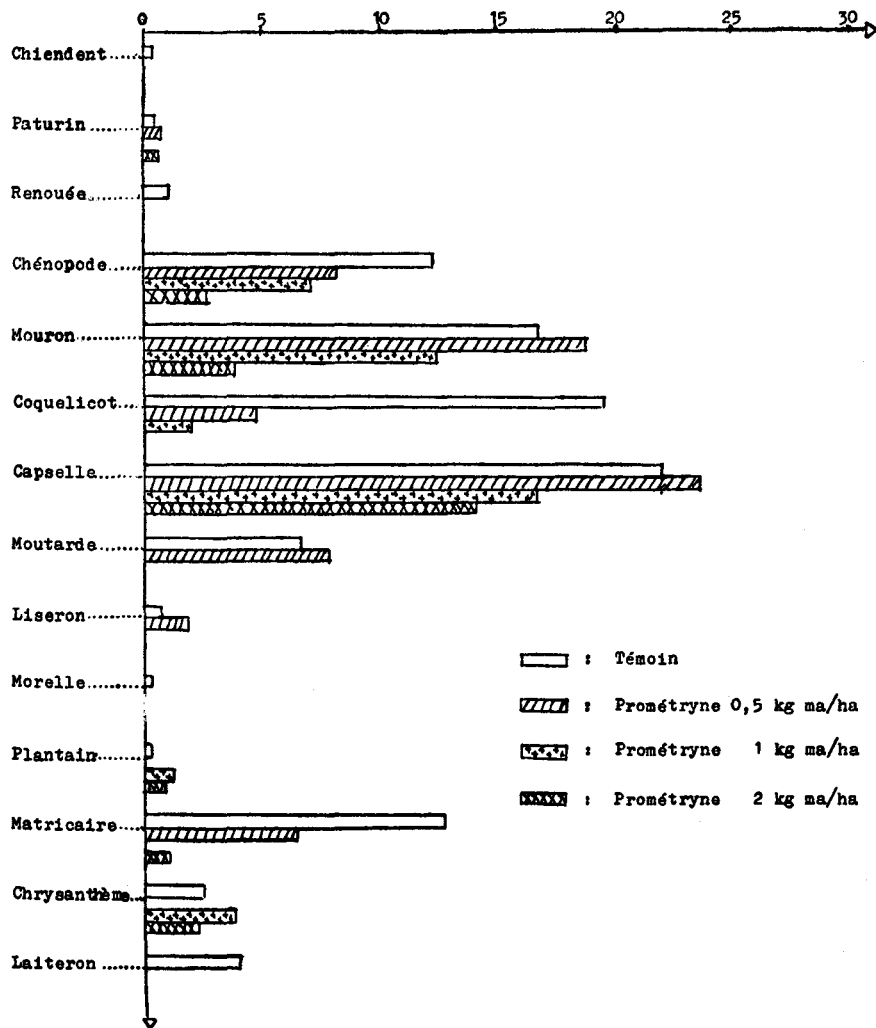 0 5 10 15 20 25 30
Chiendent
Paturin
Renouée
Chénopode
Mouron
Coquelicot
Capselle
Moutarde
Liseron
Morelle
Plantain
Matricaire
Chrysanthème
Laiteron
: Témoin
: Prométryne 0,5 kg ma/ha
: Prométryne 1 kg ma/ha
: Prométryne 2 kg ma/ha